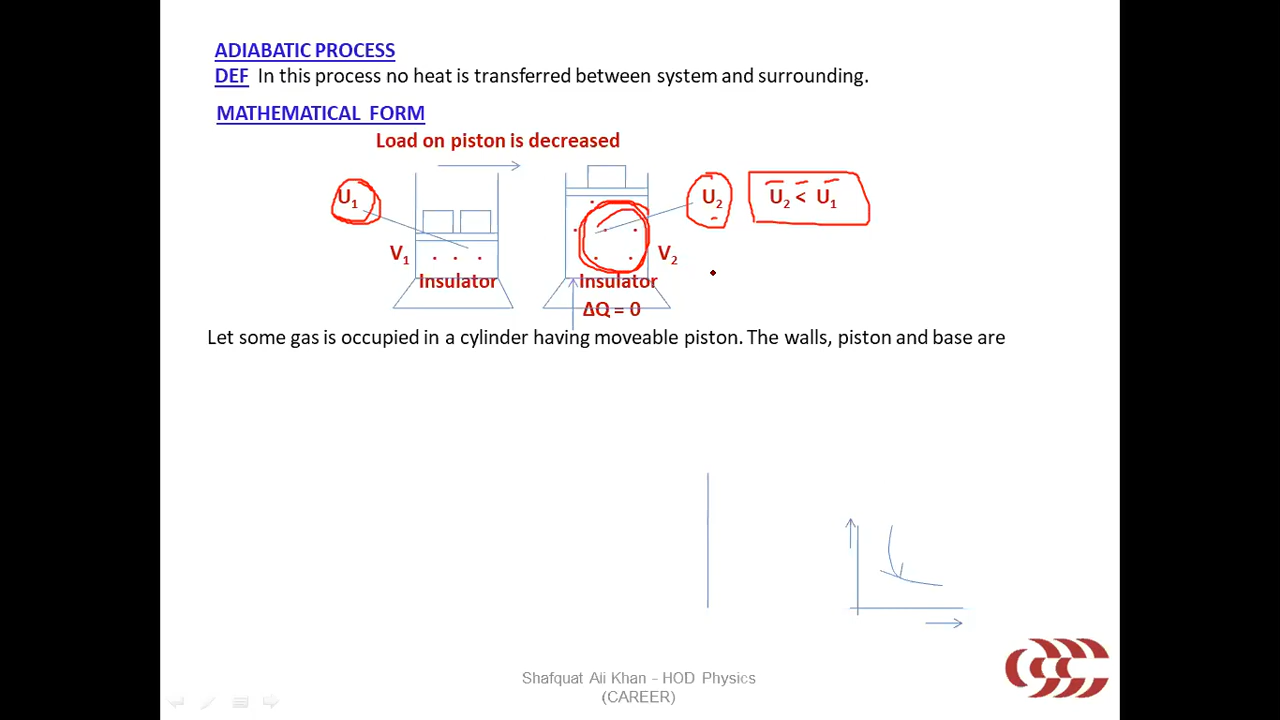 ADIABATIC PROCESS
DEF In this process no heat is transferred between system and surrounding.
MATHEMATICAL FORM
Load on piston is decreased
U₁
U₂
U₂ < U₁
V₁
V₂
Insulator
Insulator
ΔQ = 0
Let some gas is occupied in a cylinder having moveable piston. The walls, piston and base are
Shafquat Ali Khan – HOD Physics
(CAREER)